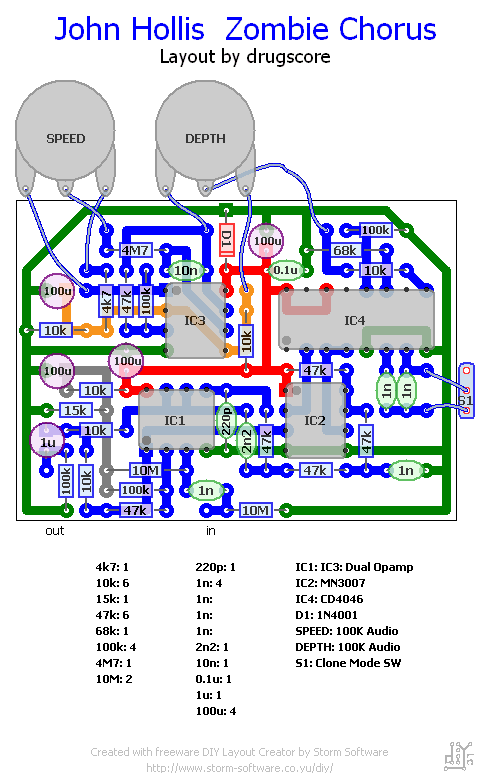 John Hollis Zombie Chorus
Layout by drugscore
SPEED
DEPTH
D1
100k
4M7
100u
68k
10n
0.1u
10k
100u
4k7
47k
100k
IC3
IC4
10k
10k
100u
100u
47k
1n
1n
S1
10k
15k
220p
IC1
IC2
1u
10k
2n2
47k
47k
100k
10k
10M
47k
1n
100k
1n
47k
10M
out
in
4k7: 1
10k: 6
15k: 1
47k: 6
68k: 1
100k: 4
4M7: 1
10M: 2
220p: 1
1n: 4
1n:
1n:
1n:
2n2: 1
10n: 1
0.1u: 1
1u: 1
100u: 4
IC1: IC3: Dual Opamp
IC2: MN3007
IC4: CD4046
D1: 1N4001
SPEED: 100K Audio
DEPTH: 100K Audio
S1: Clone Mode SW
Created with freeware DIY Layout Creator by Storm Software
http://www.storm-software.co.yu/diy/
DIY LC